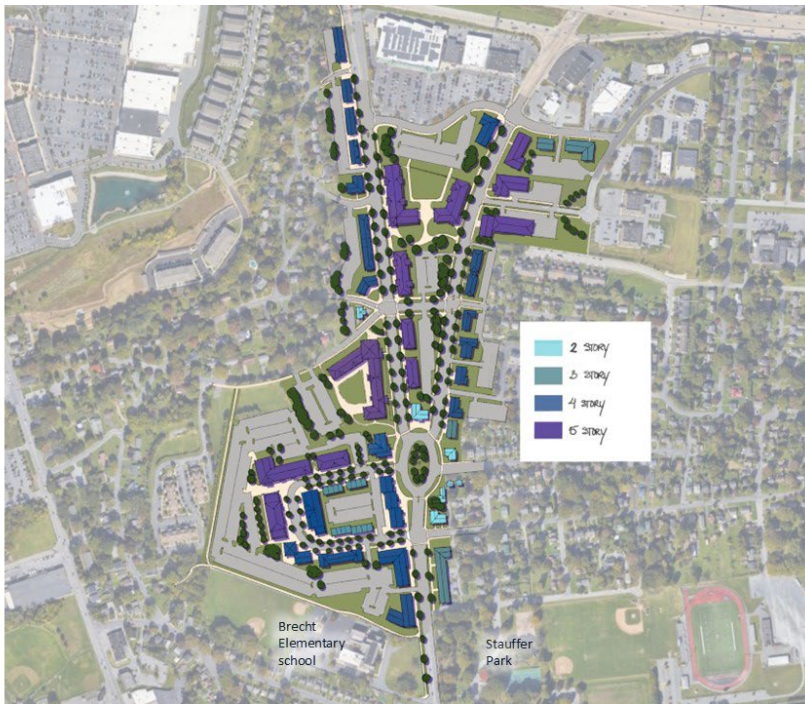 2 STORY
3 STORY
4 STORY
5 STORY
Brecht
Elementary
school
Stauffer
Park